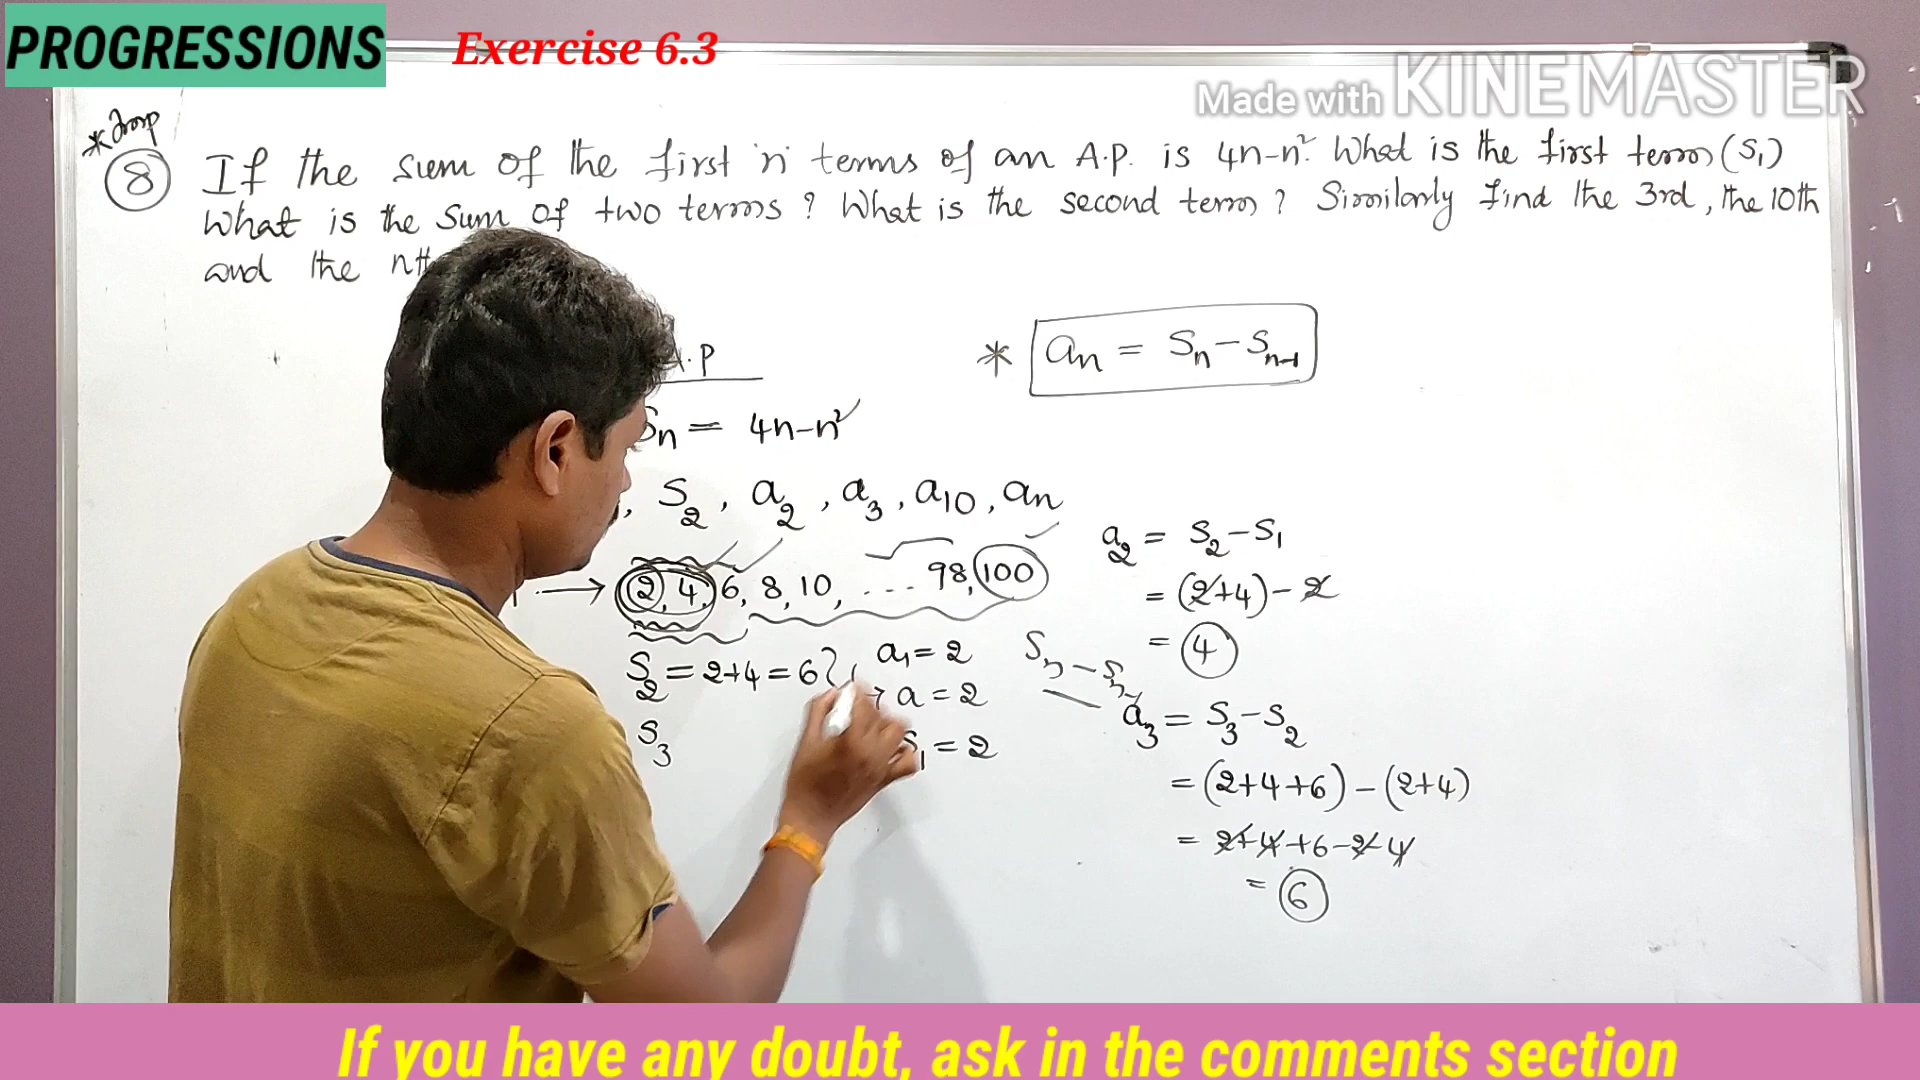 PROGRESSIONS
Exercise 6.3
Made with KINEMASTER
* Imp
8 If the sum of the first 'n' terms of an A.P. is 4n-n². What is the first term (S₁)
What is the sum of two terms? What is the second term? Similarly find the 3rd, the 10th
and the nth
A.P
* aₙ = Sₙ - Sₙ₋₁
Sₙ = 4n-n²
, S₂, a₂, a₃, a₁₀, aₙ
→ 2, 4, 6, 8, 10, ... 98, 100
S₂ = 2+4 = 6
S₃
a₁ = 2
→ a = 2
S₁ = 2
Sₙ - Sₙ₋₁
a₂ = S₂ - S₁
= (2+4) - 2
= 4
a₃ = S₃ - S₂
= (2+4+6) - (2+4)
= 2+4+6-2-4
= 6
If you have any doubt, ask in the comments section